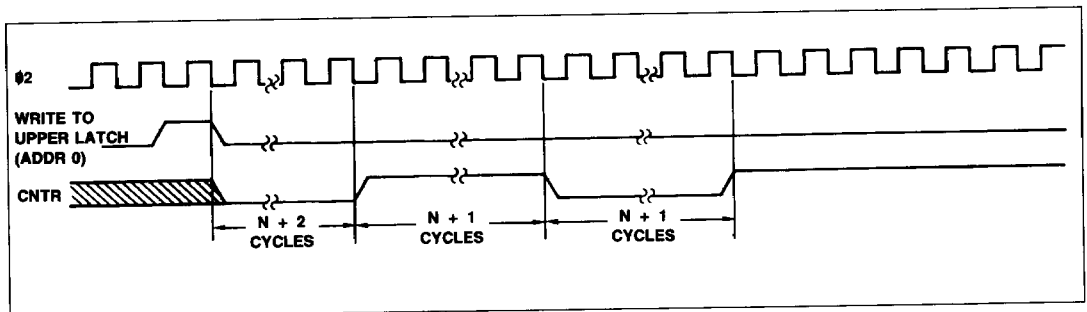 φ2
WRITE TO
UPPER LATCH
(ADDR 0)
CNTR
N + 2
CYCLES
N + 1
CYCLES
N + 1
CYCLES